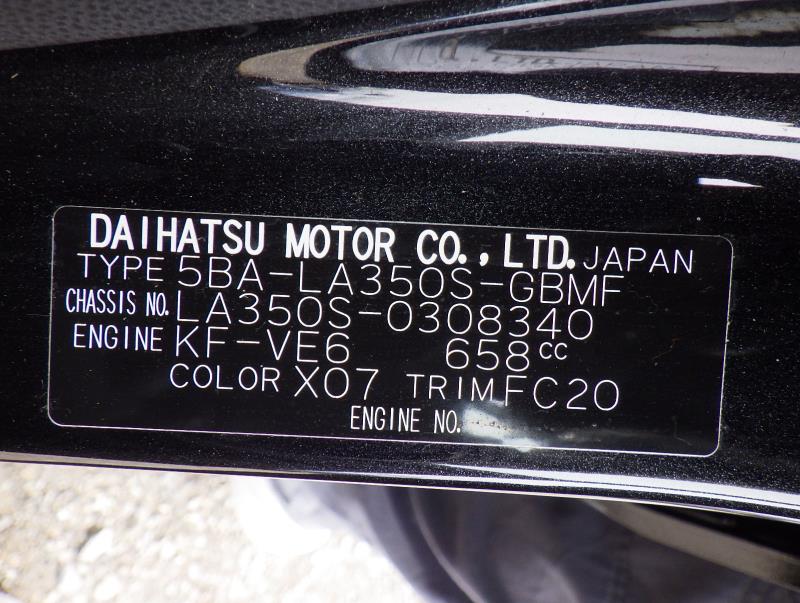 DAIHATSU MOTOR CO., LTD. JAPAN
TYPE 5BA-LA350S-GBMF
CHASSIS NO. LA350S-0308340
ENGINE KF-VE6 658cc
COLOR X07 TRIM FC20
ENGINE NO.